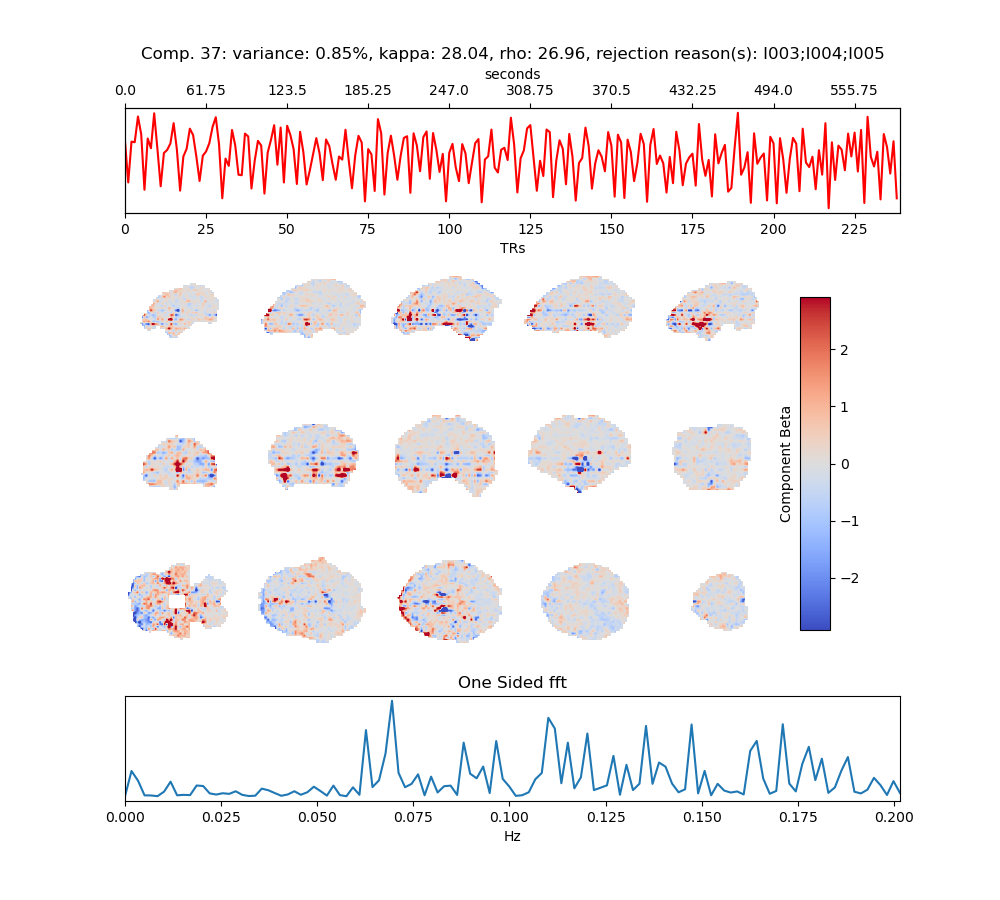 Comp. 37: variance: 0.85%, kappa: 28.04, rho: 26.96, rejection reason(s): I003;I004;I005
seconds
0.0 61.75 123.5 185.25 247.0 308.75 370.5 432.25 494.0 555.75
0 25 50 75 100 125 150 175 200 225
TRs
2
1
0
−1
−2
Component Beta
One Sided fft
0.000 0.025 0.050 0.075 0.100 0.125 0.150 0.175 0.200
Hz